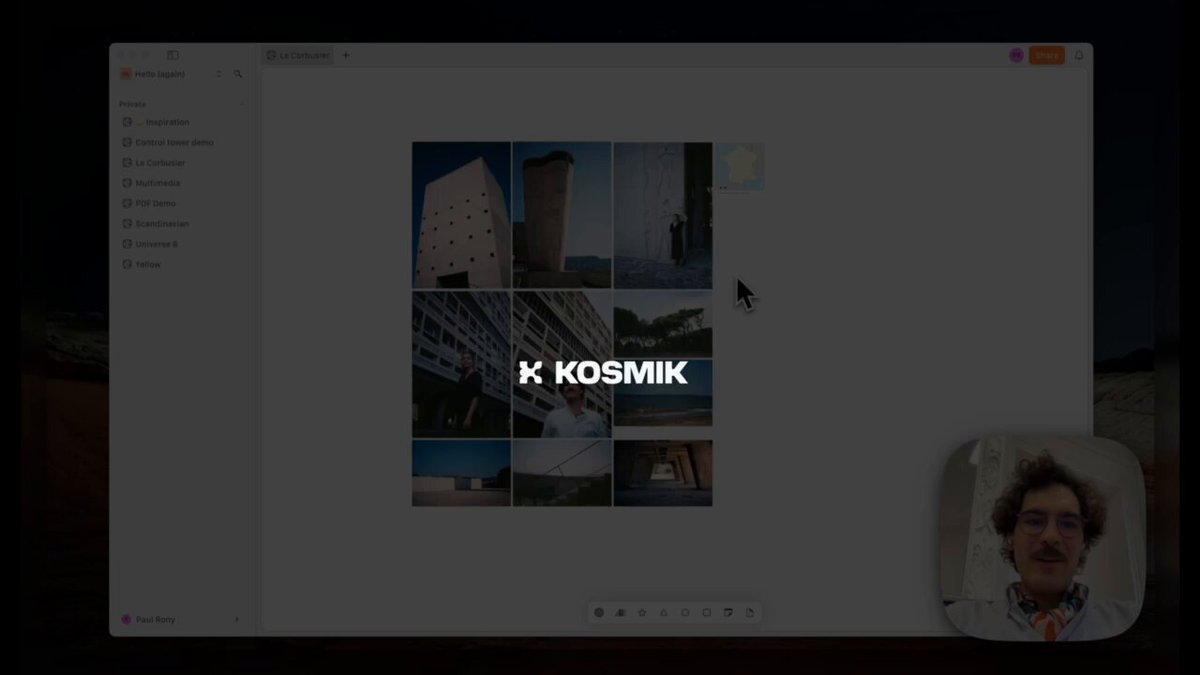 Le Corbusier
Share
Hello (again)
Private
Inspiration
Control tower demo
Le Corbusier
Multimedia
PDF Demo
Scandinavian
Universe 8
Yellow
KOSMIK
Paul Rony